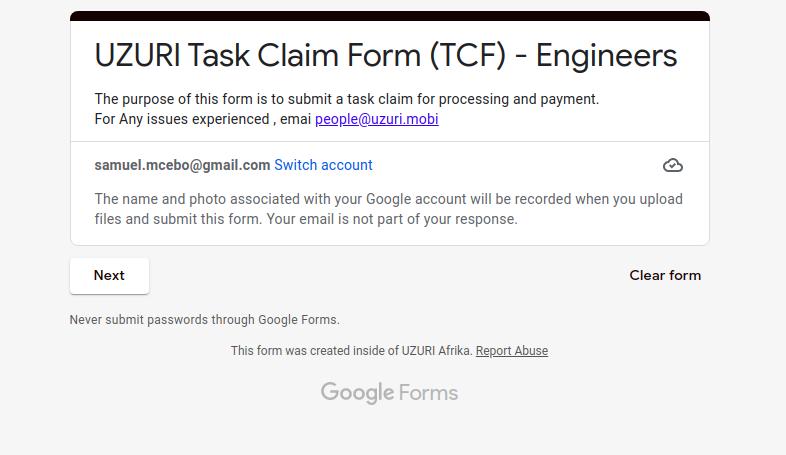 UZURI Task Claim Form (TCF) - Engineers
The purpose of this form is to submit a task claim for processing and payment.
For Any issues experienced , emai people@uzuri.mobi
samuel.mcebo@gmail.com Switch account
The name and photo associated with your Google account will be recorded when you upload
files and submit this form. Your email is not part of your response.
Next Clear form
Never submit passwords through Google Forms.
This form was created inside of UZURI Afrika. Report Abuse
Google Forms